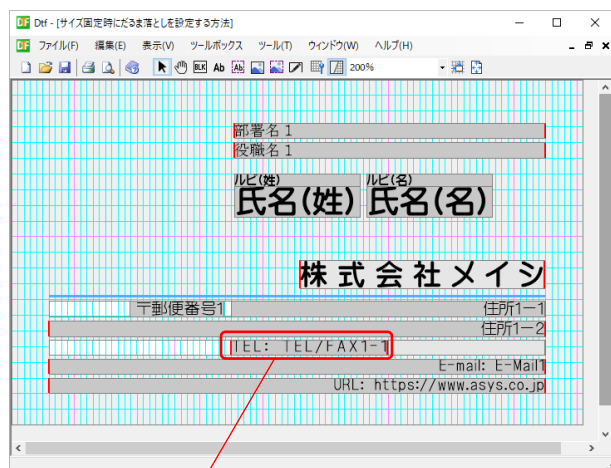 Dtf - [サイズ固定時にだるま落としを設定する方法]
ファイル(F) 編集(E) 表示(V) ツールボックス ツール(T) ウィンドウ(W) ヘルプ(H)
BLK Ab Ab 200%
部署名1
役職名1
ルビ(姓) ルビ(名)
氏名(姓) 氏名(名)
株式会社メイシ
〒郵便番号1 住所1-1
住所1-2
TEL: TEL/FAX1-1
E-mail: E-Mail1
URL: https://www.asys.co.jp